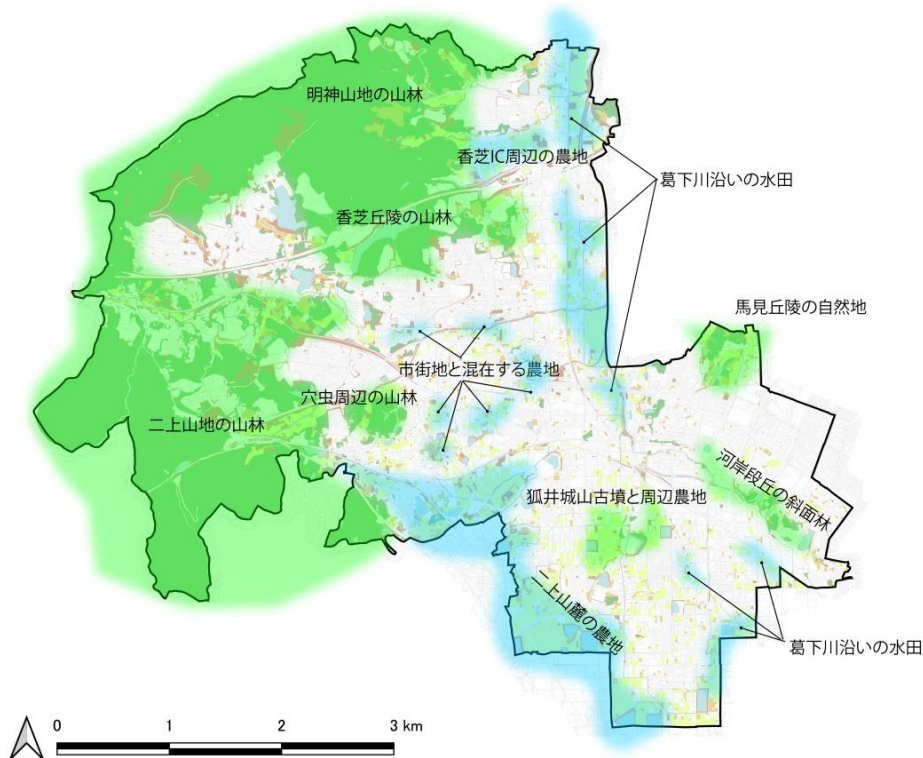 明神山地の山林
香芝IC周辺の農地
葛下川沿いの水田
香芝丘陵の山林
馬見丘陵の自然地
市街地と混在する農地
穴虫周辺の山林
二上山地の山林
河岸段丘の斜面林
狐井城山古墳と周辺農地
二上山麓の農地
葛下川沿いの水田
0 1 2 3 km